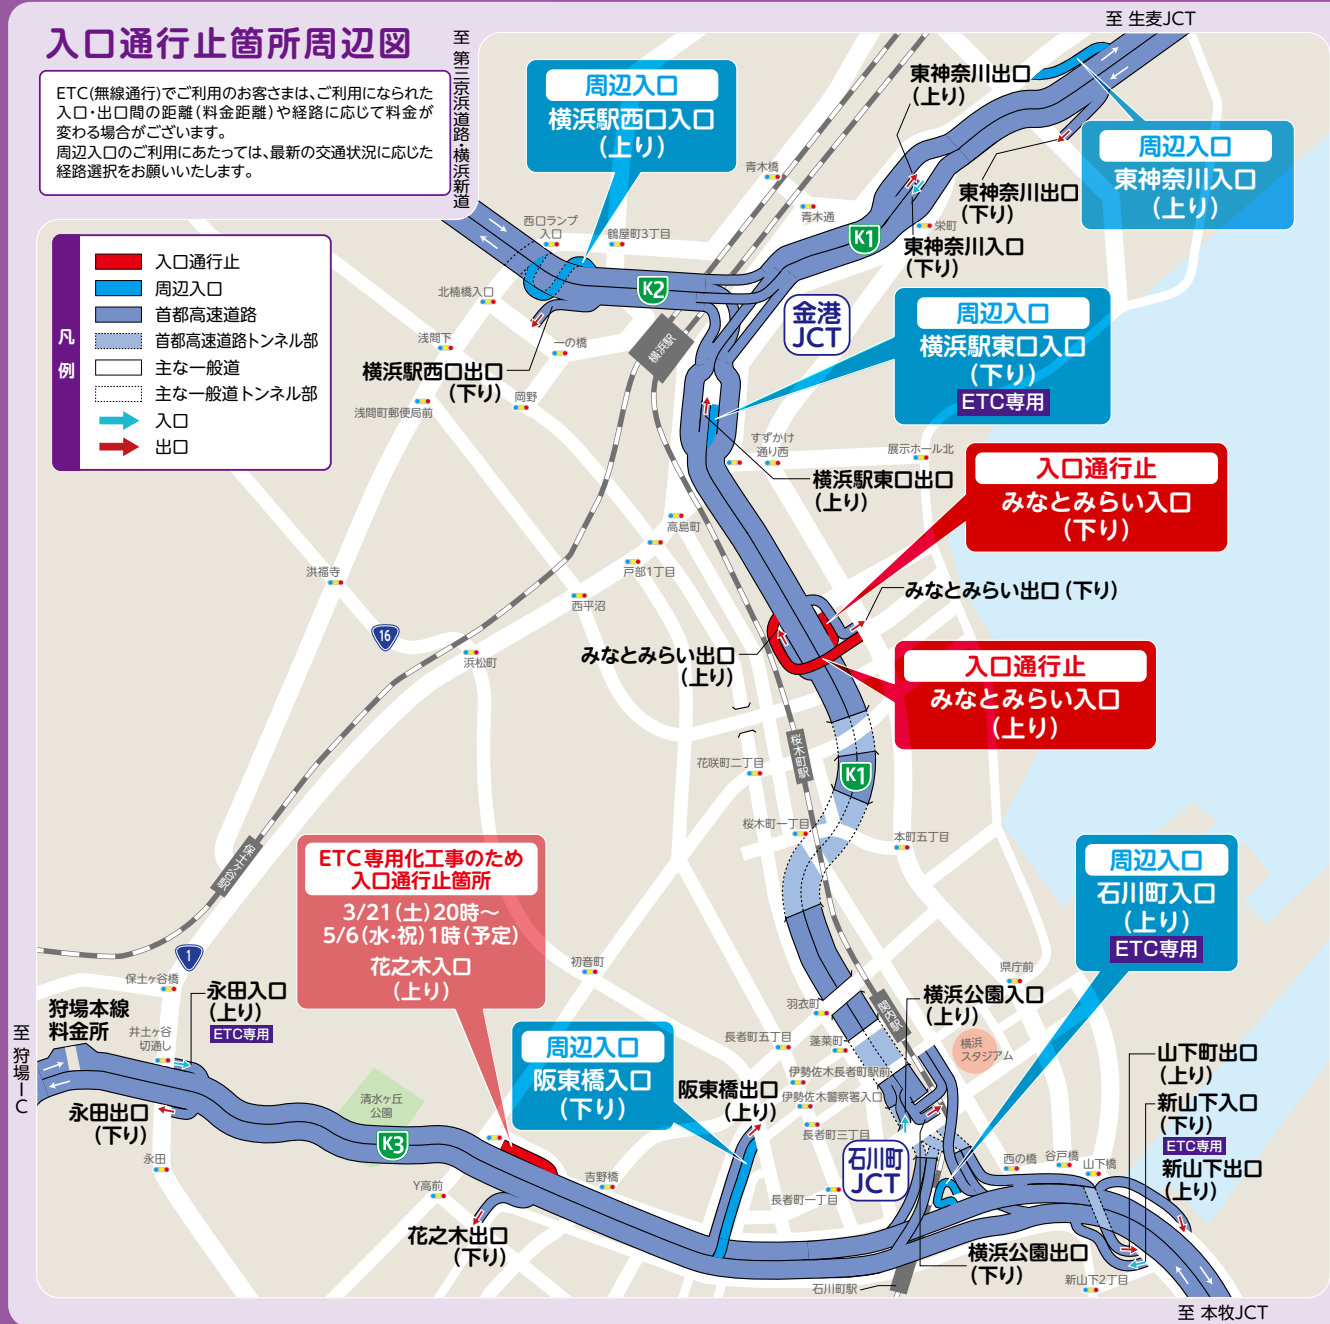 入口通行止箇所周辺図
ETC(無線通行)でご利用のお客さまは、ご利用になられた
入口・出口間の距離(料金距離)や経路に応じて料金が
変わる場合がございます。
周辺入口のご利用にあたっては、最新の交通状況に応じた
経路選択をお願いいたします。
至 第三京浜道路・横浜新道
至 生麦JCT
凡例
入口通行止
周辺入口
首都高速道路
首都高速道路トンネル部
主な一般道
主な一般道トンネル部
入口
出口
周辺入口
横浜駅西口入口
(上り)
東神奈川出口
(上り)
周辺入口
東神奈川入口
(上り)
東神奈川出口
(下り)
東神奈川入口
(下り)
青木橋
青木通
栄町
西口ランプ
入口
鶴屋町3丁目
K1
K2
北楠橋入口
浅間下
一の橋
横浜駅
金港
JCT
横浜駅西口出口
(下り)
岡野
浅間町郵便局前
周辺入口
横浜駅東口入口
(下り)
ETC専用
すずかけ
通り西
展示ホール北
横浜駅東口出口
(上り)
入口通行止
みなとみらい入口
(下り)
高島町
戸部1丁目
洪福寺
西平沼
みなとみらい出口(下り)
16
浜松町
みなとみらい出口
(上り)
入口通行止
みなとみらい入口
(上り)
桜木町駅
花咲町二丁目
K1
桜木町一丁目
本町五丁目
保土ケ谷駅
ETC専用化工事のため
入口通行止箇所
3/21(土)20時～
5/6(水・祝)1時(予定)
花之木入口
(上り)
周辺入口
石川町入口
(上り)
ETC専用
1
保土ヶ谷橋
初音町
県庁前
狩場本線
料金所
永田入口
(上り)
ETC専用
井土ヶ谷
切通し
羽衣町
関内駅
横浜公園入口
(上り)
至 狩場IC
周辺入口
阪東橋入口
(下り)
長者町五丁目
蓬莱町
横浜
スタジアム
伊勢佐木長者町駅前
伊勢佐木警察署入口
阪東橋出口
(上り)
長者町三丁目
山下町出口
(上り)
新山下入口
(下り)
ETC専用
新山下出口
(上り)
永田出口
(下り)
清水ヶ丘
公園
永田
K3
石川町
JCT
西の橋
谷戸橋
山下橋
Y高前
吉野橋
長者町一丁目
花之木出口
(下り)
横浜公園出口
(下り)
石川町駅
新山下2丁目
至 本牧JCT